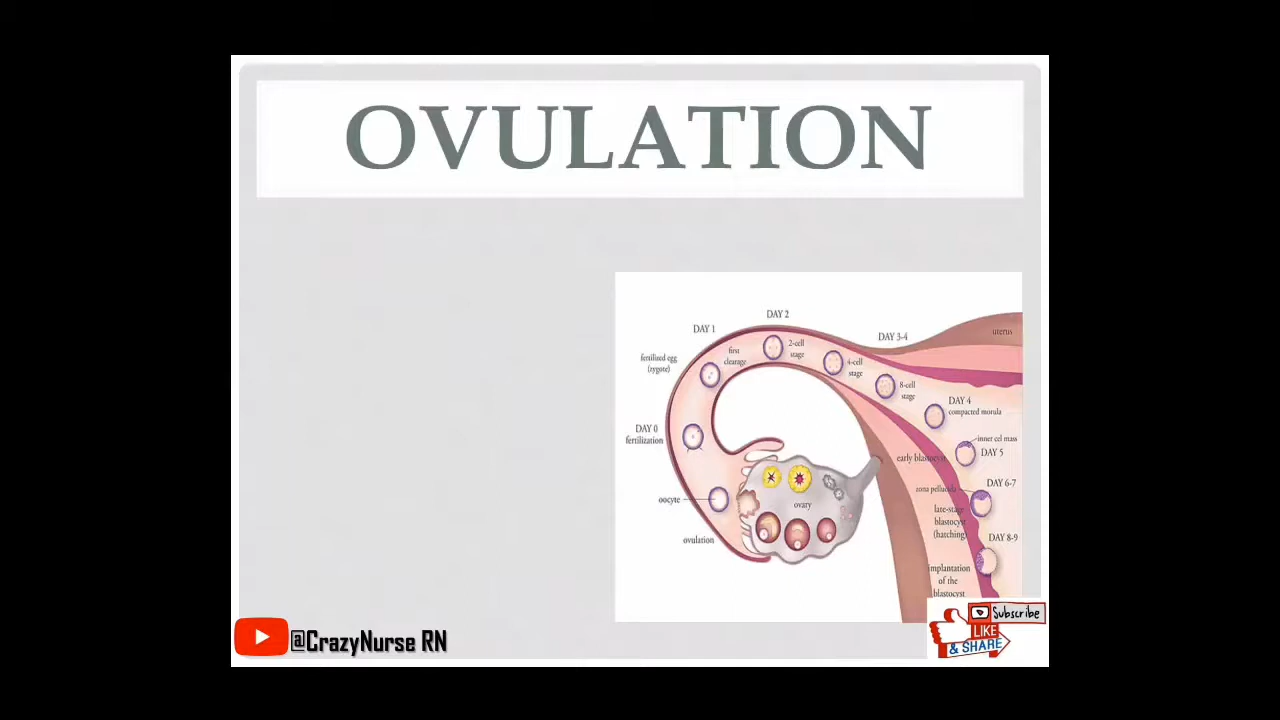 OVULATION
DAY 2
DAY 1
DAY 3-4
uterus
first
cleavage
2-cell
stage
fertilised egg
(zygote)
4-cell
stage
8-cell
stage
DAY 4
compacted morula
DAY 0
fertilization
inner cel mass
DAY 5
early blastocyst
DAY 6-7
zona pellucida
oocyte
ovary
late-stage
blastocyst
(hatching)
ovulation
DAY 8-9
implantation
of the
blastocyst
@CrazyNurse RN
Subscribe
LIKE
& SHARE